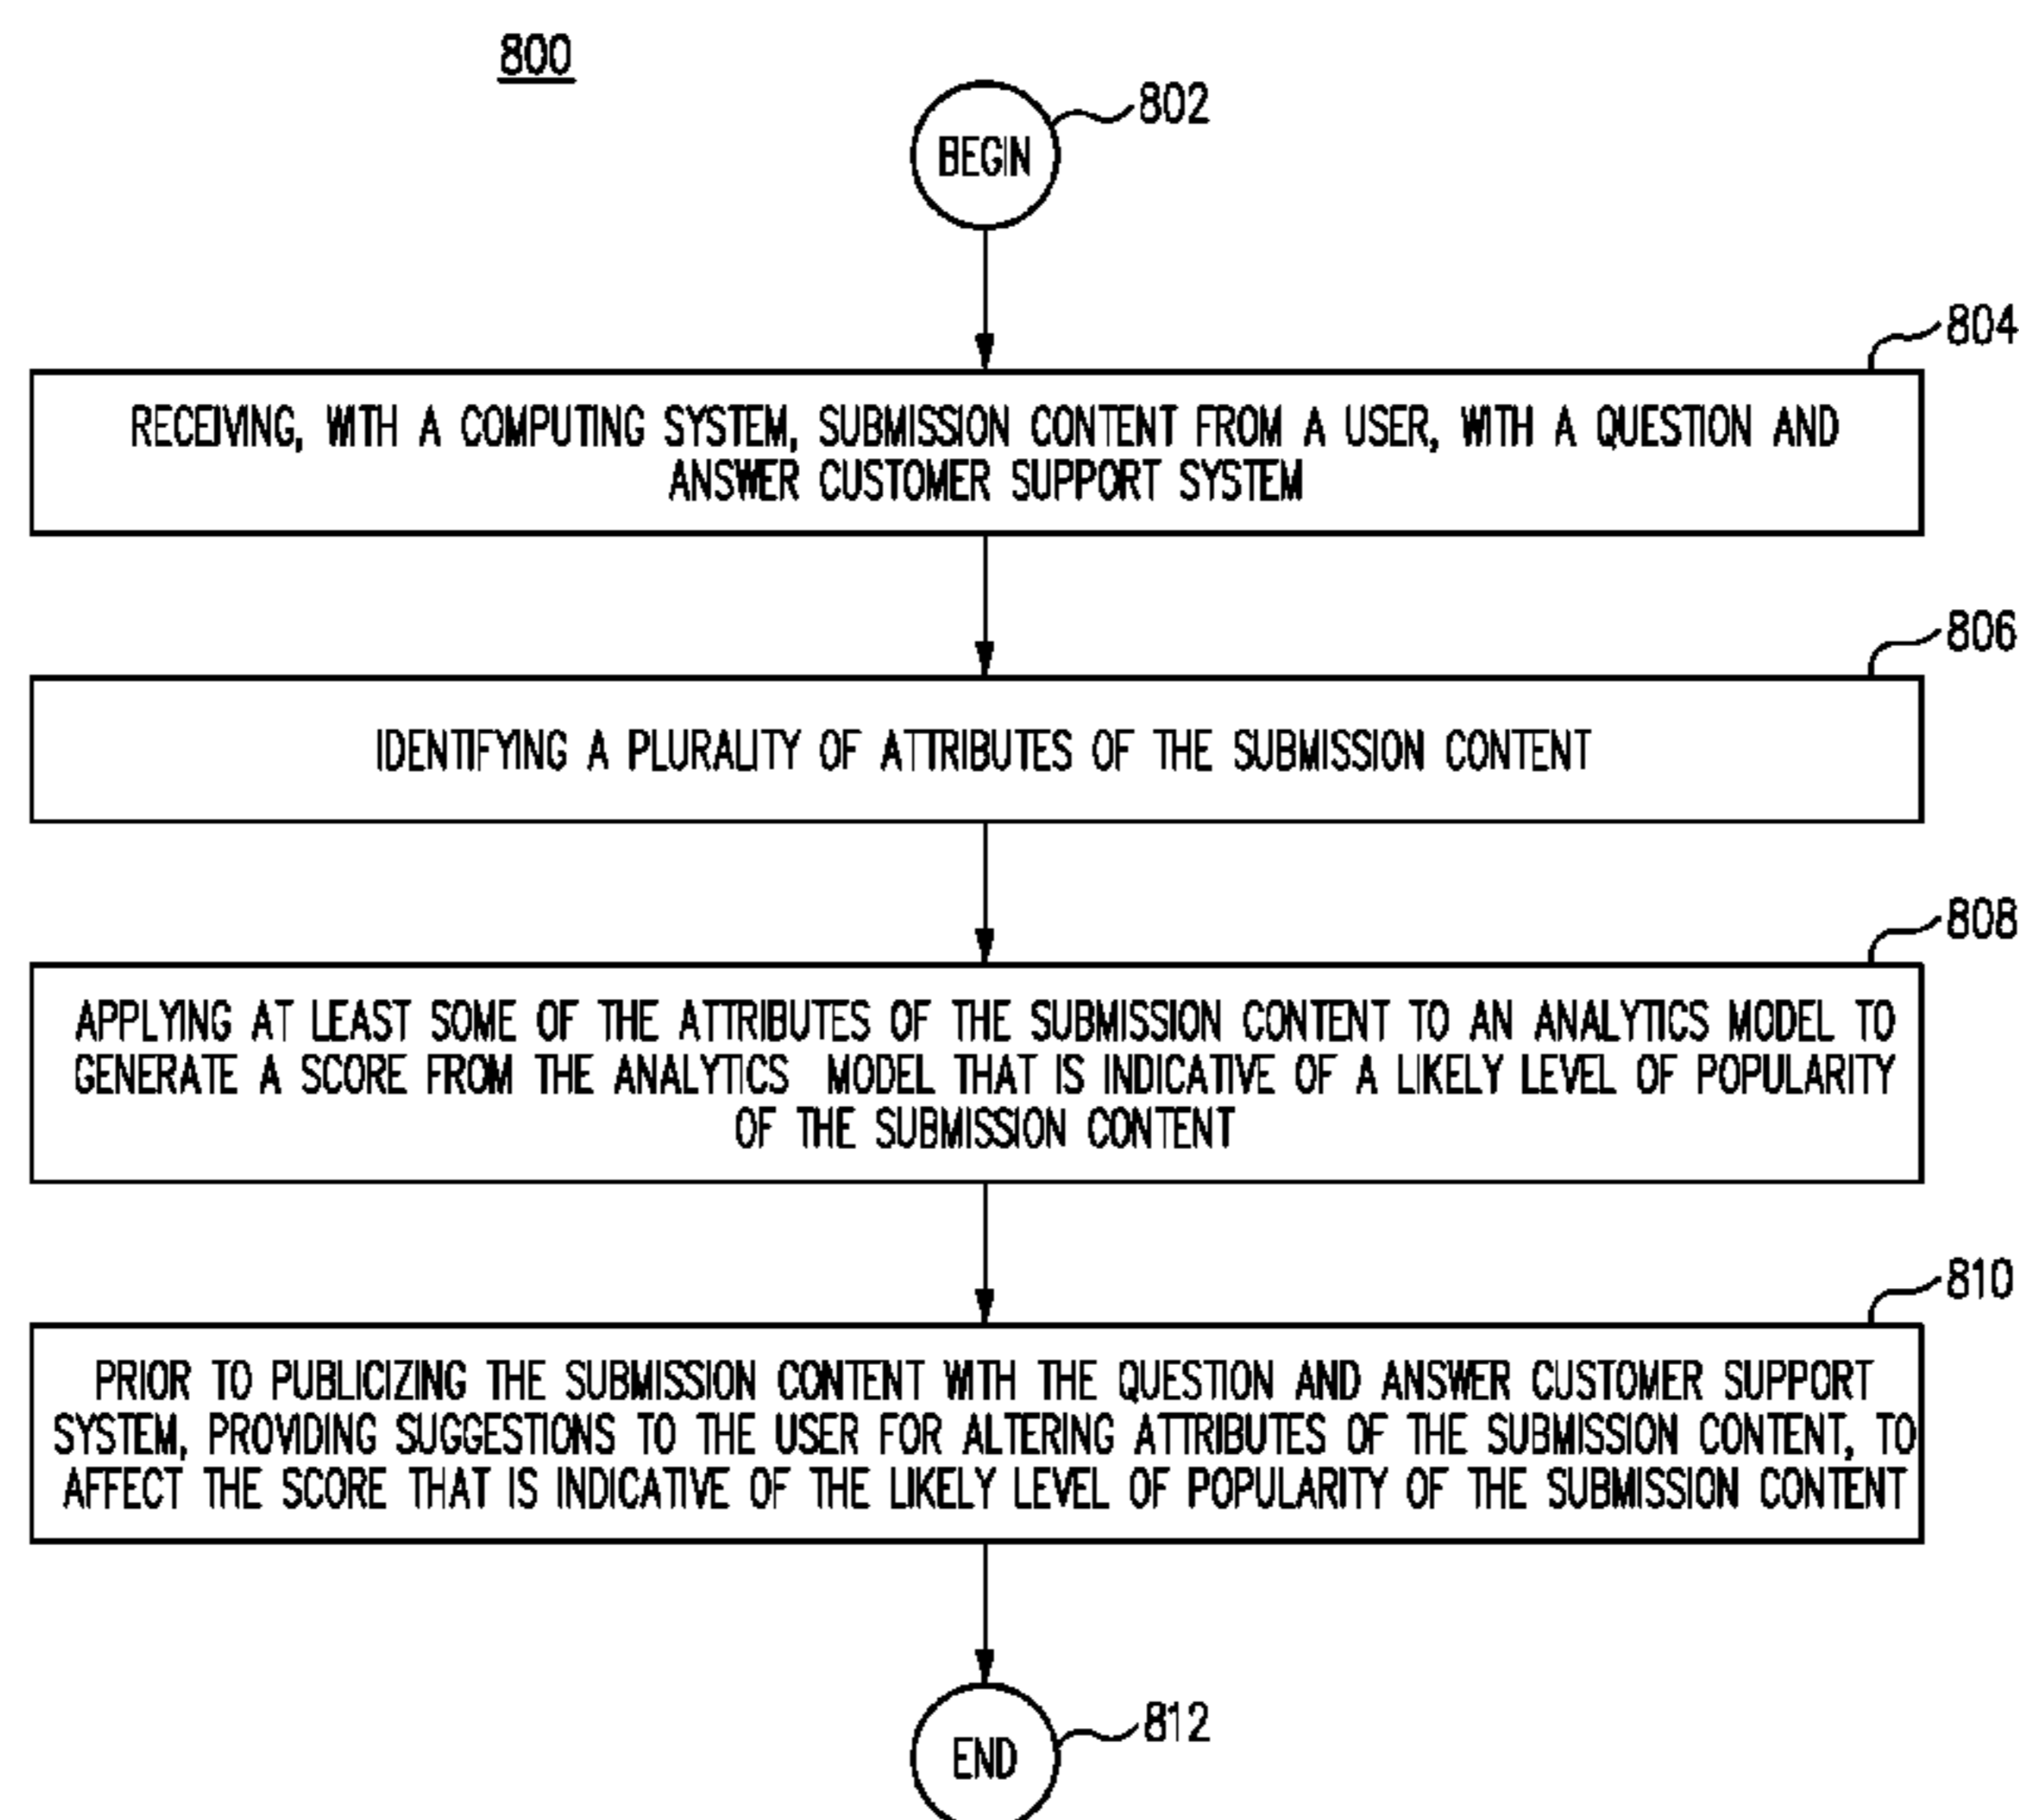 800
BEGIN
802
804
RECEIVING, WITH A COMPUTING SYSTEM, SUBMISSION CONTENT FROM A USER, WITH A QUESTION AND
ANSWER CUSTOMER SUPPORT SYSTEM
806
IDENTIFYING A PLURALITY OF ATTRIBUTES OF THE SUBMISSION CONTENT
808
APPLYING AT LEAST SOME OF THE ATTRIBUTES OF THE SUBMISSION CONTENT TO AN ANALYTICS MODEL TO
GENERATE A SCORE FROM THE ANALYTICS MODEL THAT IS INDICATIVE OF A LIKELY LEVEL OF POPULARITY
OF THE SUBMISSION CONTENT
810
PRIOR TO PUBLICIZING THE SUBMISSION CONTENT WITH THE QUESTION AND ANSWER CUSTOMER SUPPORT
SYSTEM, PROVIDING SUGGESTIONS TO THE USER FOR ALTERING ATTRIBUTES OF THE SUBMISSION CONTENT, TO
AFFECT THE SCORE THAT IS INDICATIVE OF THE LIKELY LEVEL OF POPULARITY OF THE SUBMISSION CONTENT
812
END